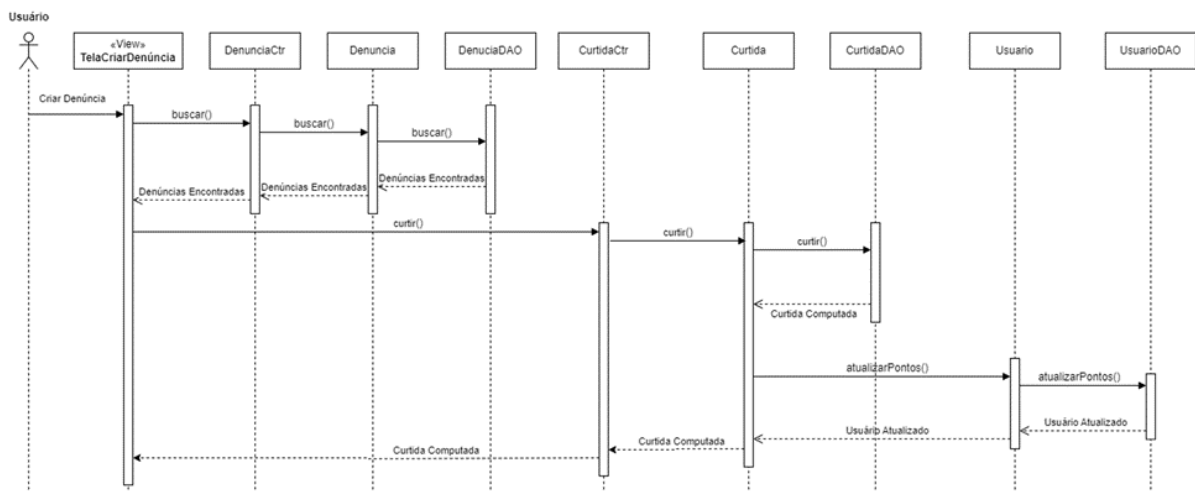 Usuário
«View»
TelaCriarDenúncia
DenunciaCtr
Denuncia
DenuciaDAO
CurtidaCtr
Curtida
CurtidaDAO
Usuario
UsuarioDAO
Criar Denúncia
buscar()
buscar()
buscar()
Denúncias Encontradas
Denúncias Encontradas
Denúncias Encontradas
curtir()
curtir()
curtir()
Curtida Computada
atualizarPontos()
atualizarPontos()
Usuário Atualizado
Usuário Atualizado
Curtida Computada
Curtida Computada